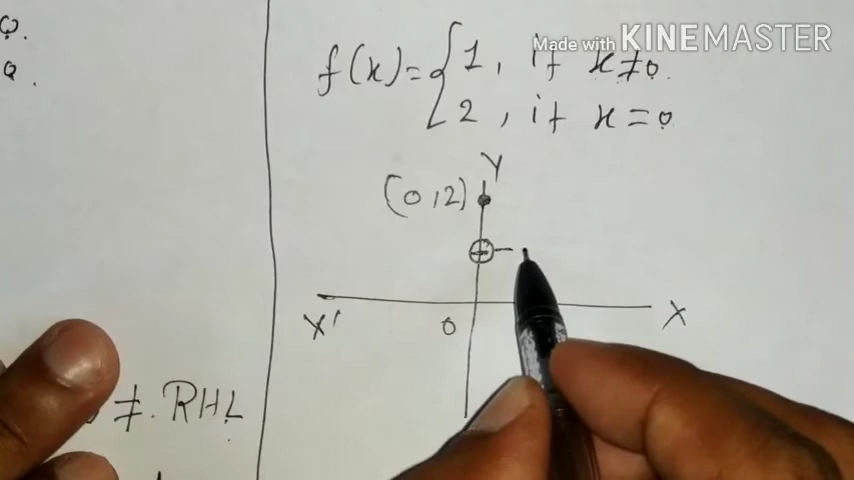 Made with KINEMASTER
f(x)= { 1, if x≠0.
2, if x=0
Y
(0,2)
X' 0 X
≠. RHL